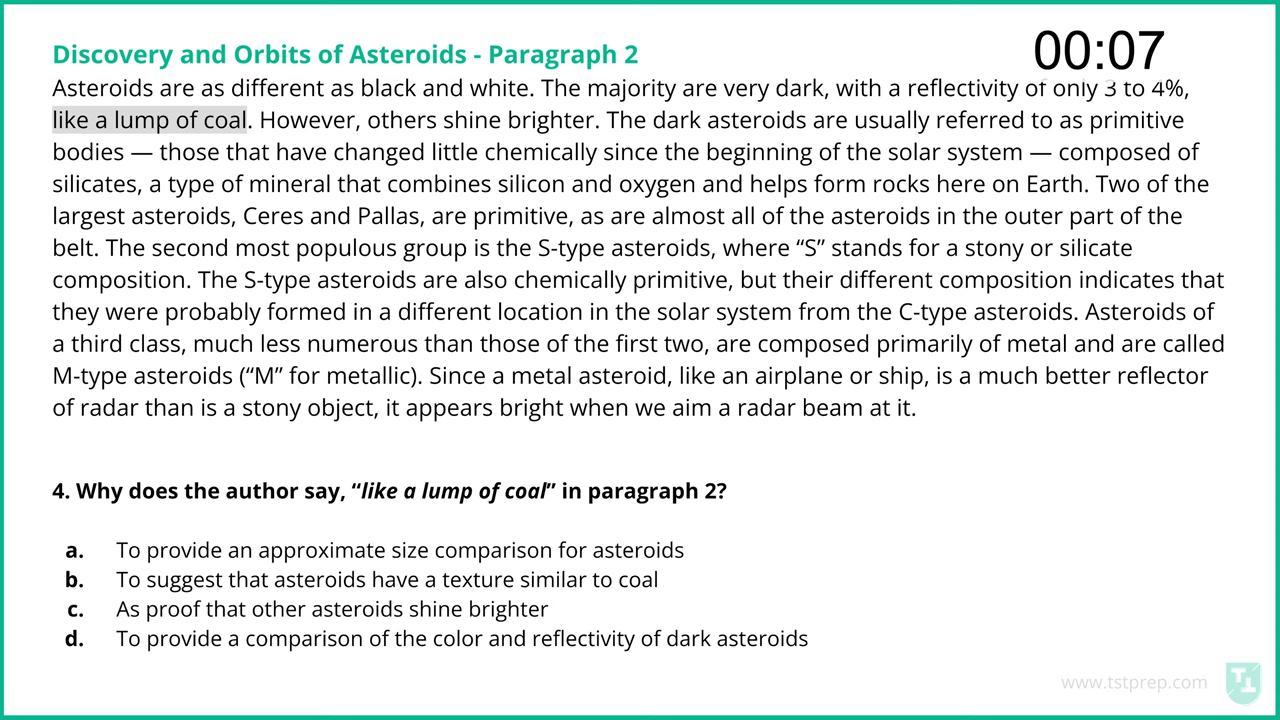 Discovery and Orbits of Asteroids - Paragraph 2
00:07
Asteroids are as different as black and white. The majority are very dark, with a reflectivity of only 3 to 4%,
like a lump of coal. However, others shine brighter. The dark asteroids are usually referred to as primitive
bodies — those that have changed little chemically since the beginning of the solar system — composed of
silicates, a type of mineral that combines silicon and oxygen and helps form rocks here on Earth. Two of the
largest asteroids, Ceres and Pallas, are primitive, as are almost all of the asteroids in the outer part of the
belt. The second most populous group is the S-type asteroids, where “S” stands for a stony or silicate
composition. The S-type asteroids are also chemically primitive, but their different composition indicates that
they were probably formed in a different location in the solar system from the C-type asteroids. Asteroids of
a third class, much less numerous than those of the first two, are composed primarily of metal and are called
M-type asteroids (“M” for metallic). Since a metal asteroid, like an airplane or ship, is a much better reflector
of radar than is a stony object, it appears bright when we aim a radar beam at it.
4. Why does the author say, “like a lump of coal” in paragraph 2?
a. To provide an approximate size comparison for asteroids
b. To suggest that asteroids have a texture similar to coal
c. As proof that other asteroids shine brighter
d. To provide a comparison of the color and reflectivity of dark asteroids
www.tstprep.com